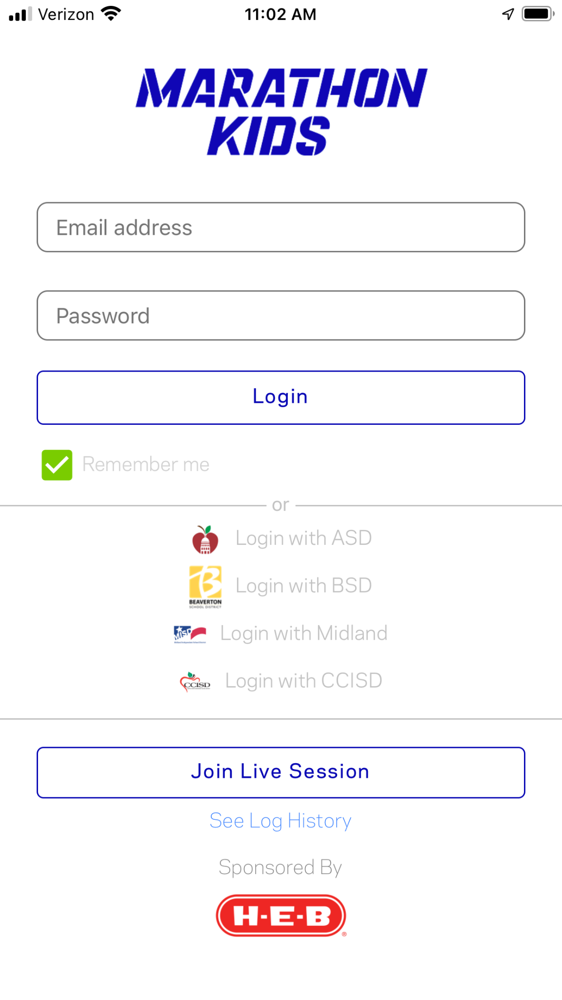 Verizon 11:02 AM
MARATHON
KIDS
Email address
Password
Login
Remember me
or
Login with ASD
BEAVERTON
SCHOOL DISTRICT
Login with BSD
MISD
Login with Midland
CCISD
Login with CCISD
Join Live Session
See Log History
Sponsored By
H-E-B
®